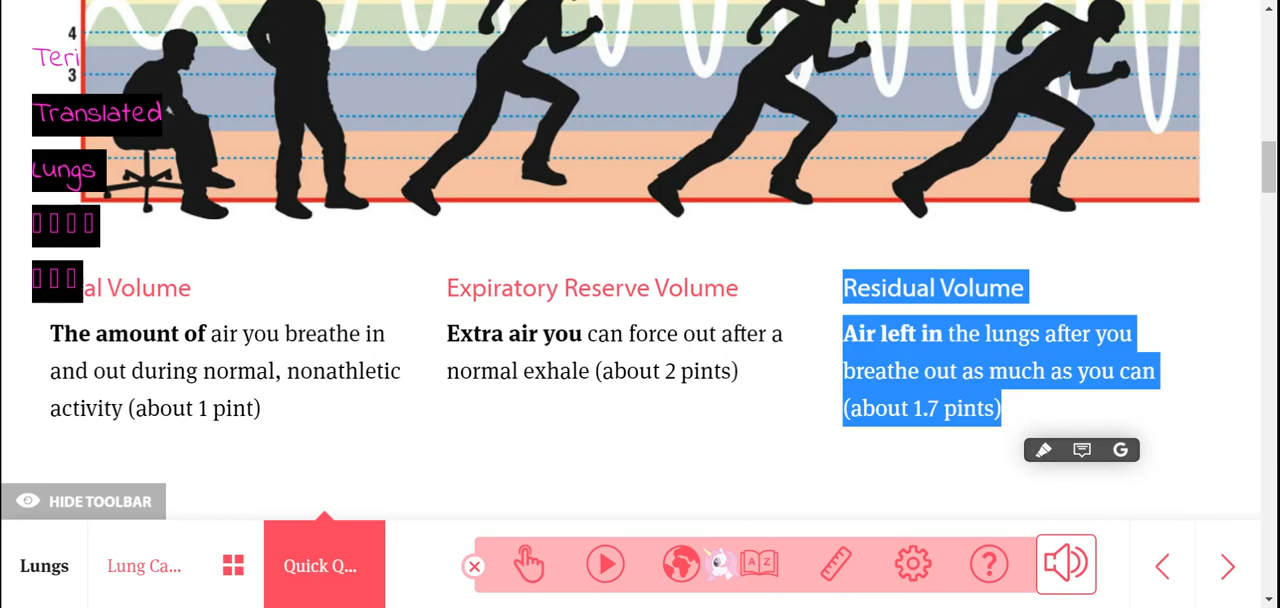 4
Teri
3
Translated
Lungs
al Volume
The amount of air you breathe in
and out during normal, nonathletic
activity (about 1 pint)
Expiratory Reserve Volume
Extra air you can force out after a
normal exhale (about 2 pints)
Residual Volume
Air left in the lungs after you
breathe out as much as you can
(about 1.7 pints)
G
HIDE TOOLBAR
Lungs
Lung Ca...
Quick Q...
A Z
?